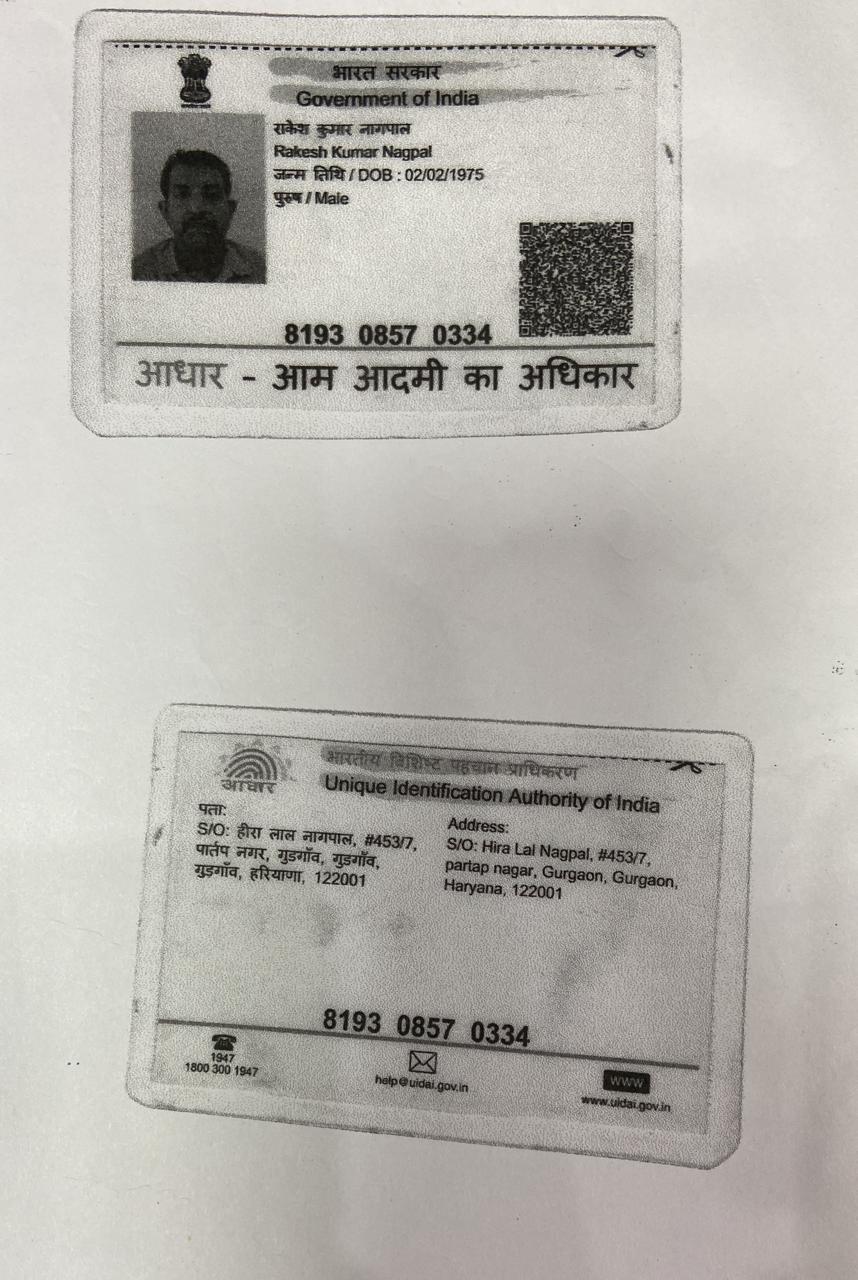 भारत सरकार
Government of India
राकेश कुमार नागपाल
Rakesh Kumar Nagpal
जन्म तिथि / DOB : 02/02/1975
पुरुष / Male
8193 0857 0334
आधार - आम आदमी का अधिकार
भारतीय विशिष्ट पहचान प्राधिकरण
Unique Identification Authority of India
आधार
पता:
S/O: हीरा लाल नागपाल, #453/7,
पार्तप नगर, गुडगाँव, गुडगाँव,
गुडगाँव, हरियाणा, 122001
Address:
S/O: Hira Lal Nagpal, #453/7,
partap nagar, Gurgaon, Gurgaon,
Haryana, 122001
8193 0857 0334
1947
1800 300 1947
help@uidai.gov.in
www
www.uidai.gov.in